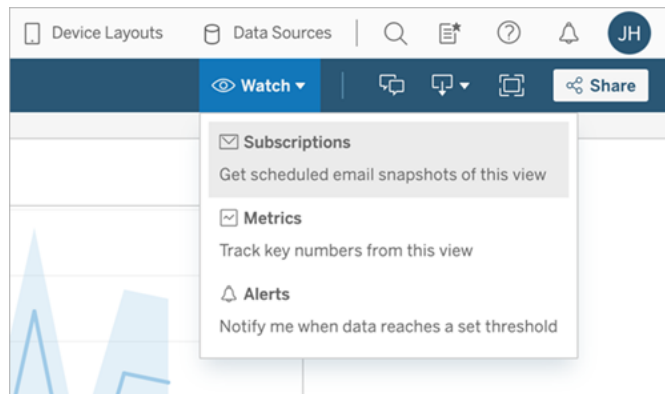 Device Layouts Data Sources JH
Watch Share
Subscriptions
Get scheduled email snapshots of this view
Metrics
Track key numbers from this view
Alerts
Notify me when data reaches a set threshold